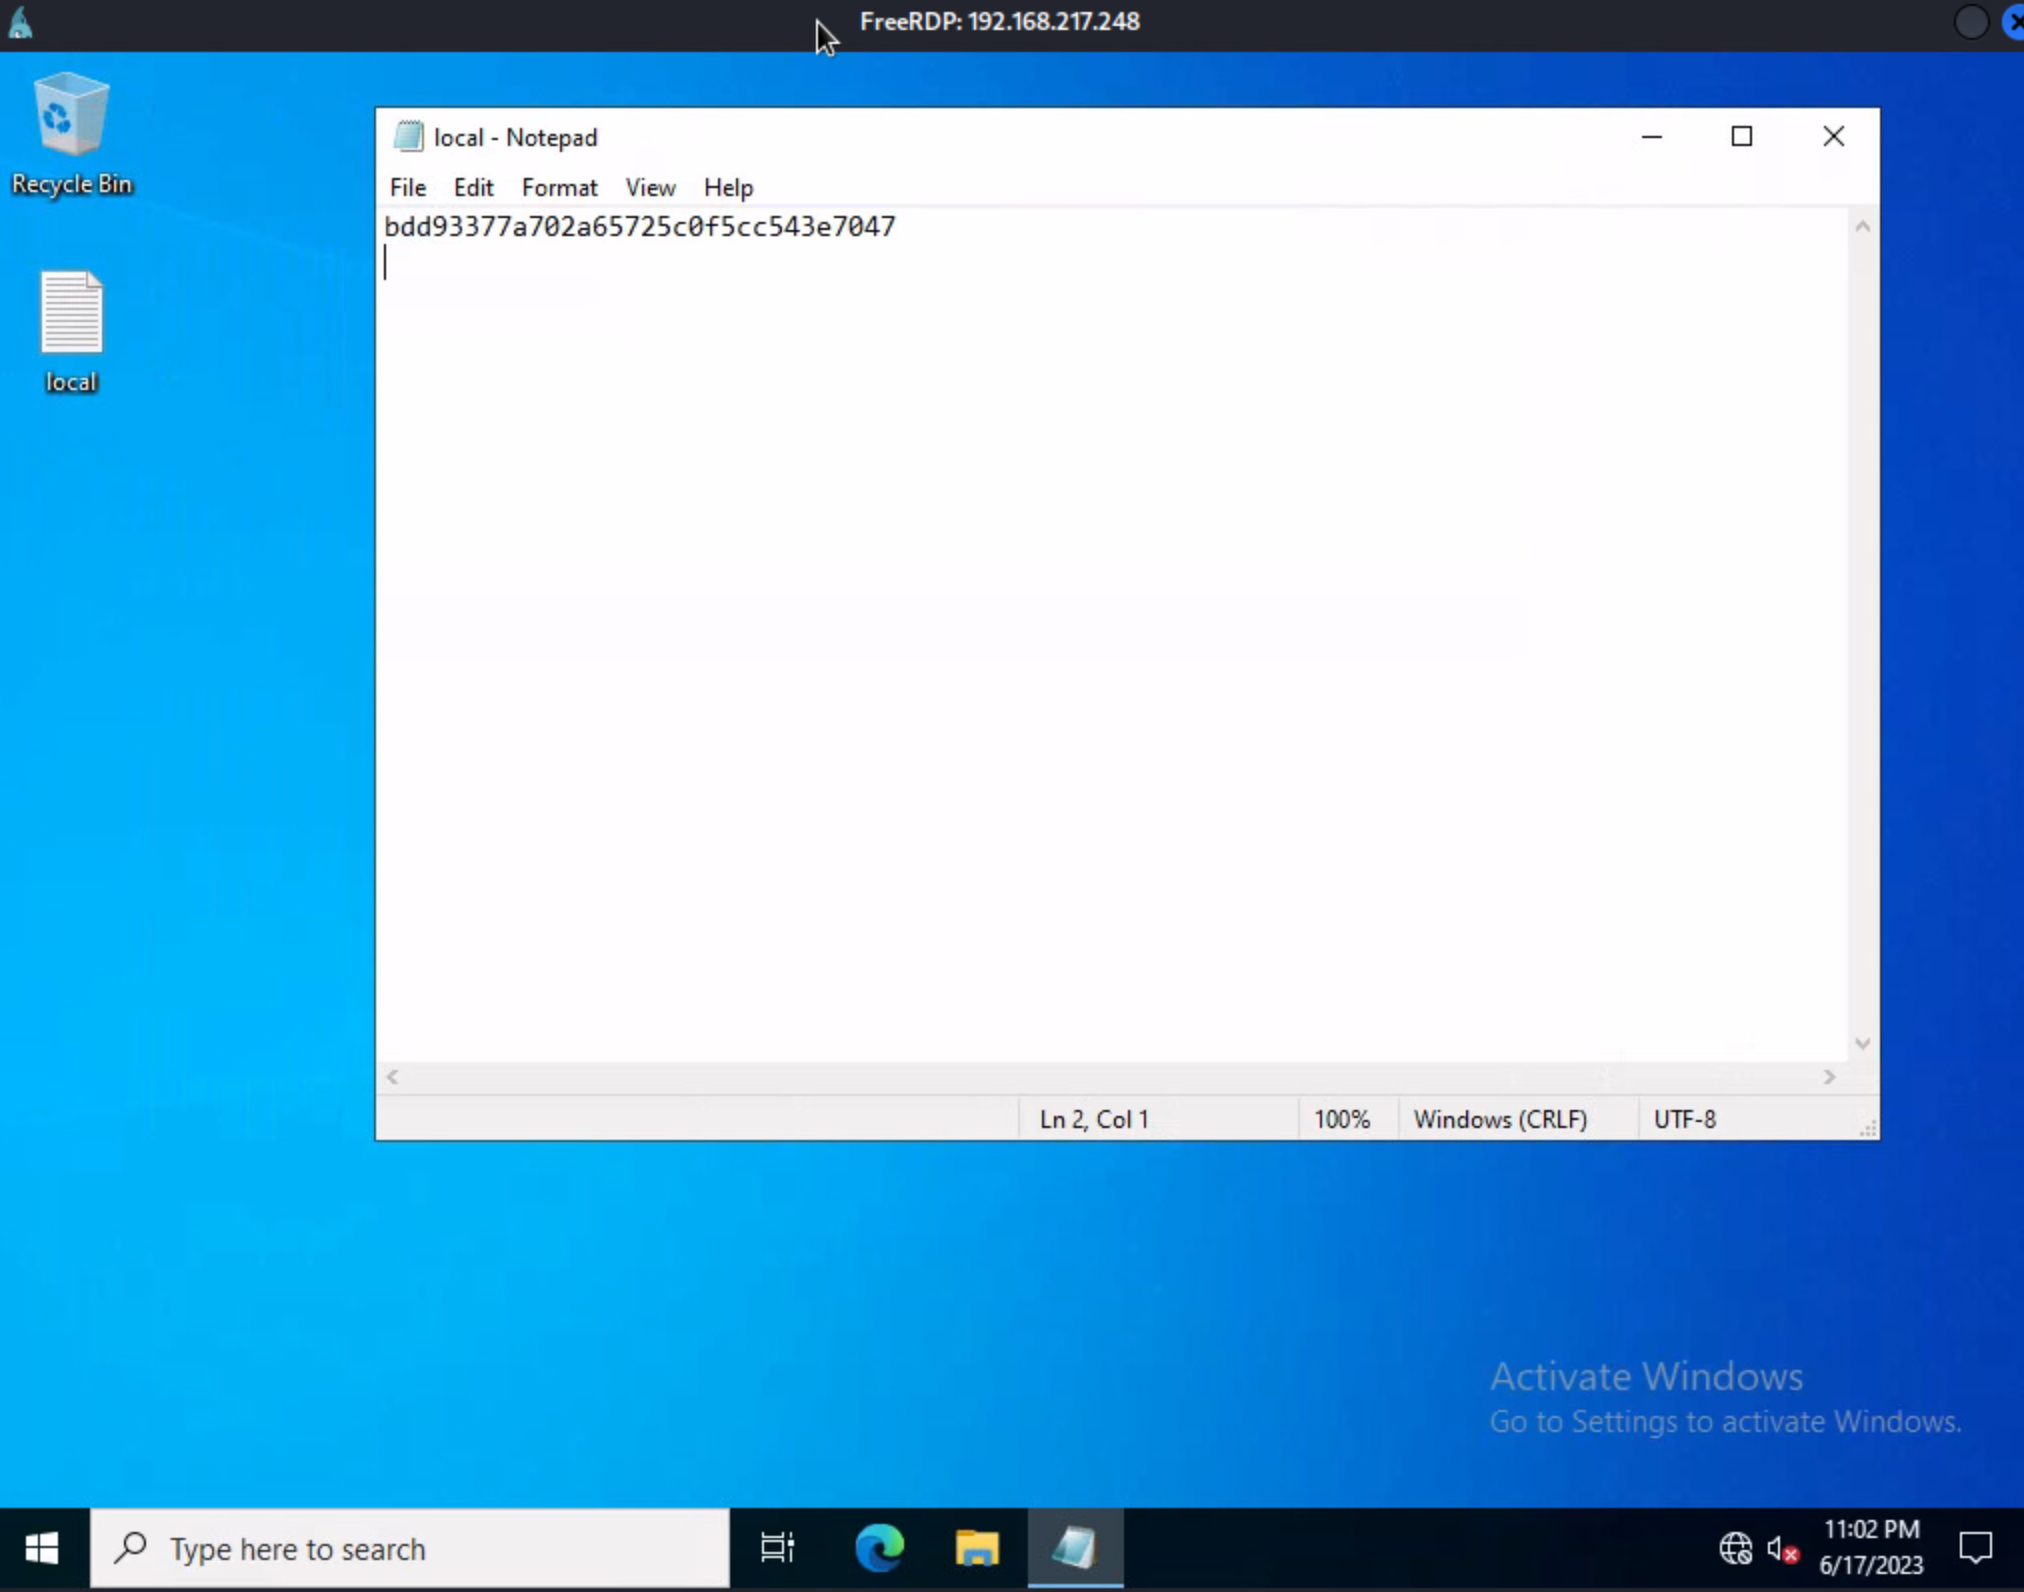 FreeRDP: 192.168.217.248
Recycle Bin
local
local - Notepad
File Edit Format View Help
bdd93377a702a65725c0f5cc543e7047
Ln 2, Col 1 100% Windows (CRLF) UTF-8
Activate Windows
Go to Settings to activate Windows.
Type here to search
11:02 PM
6/17/2023